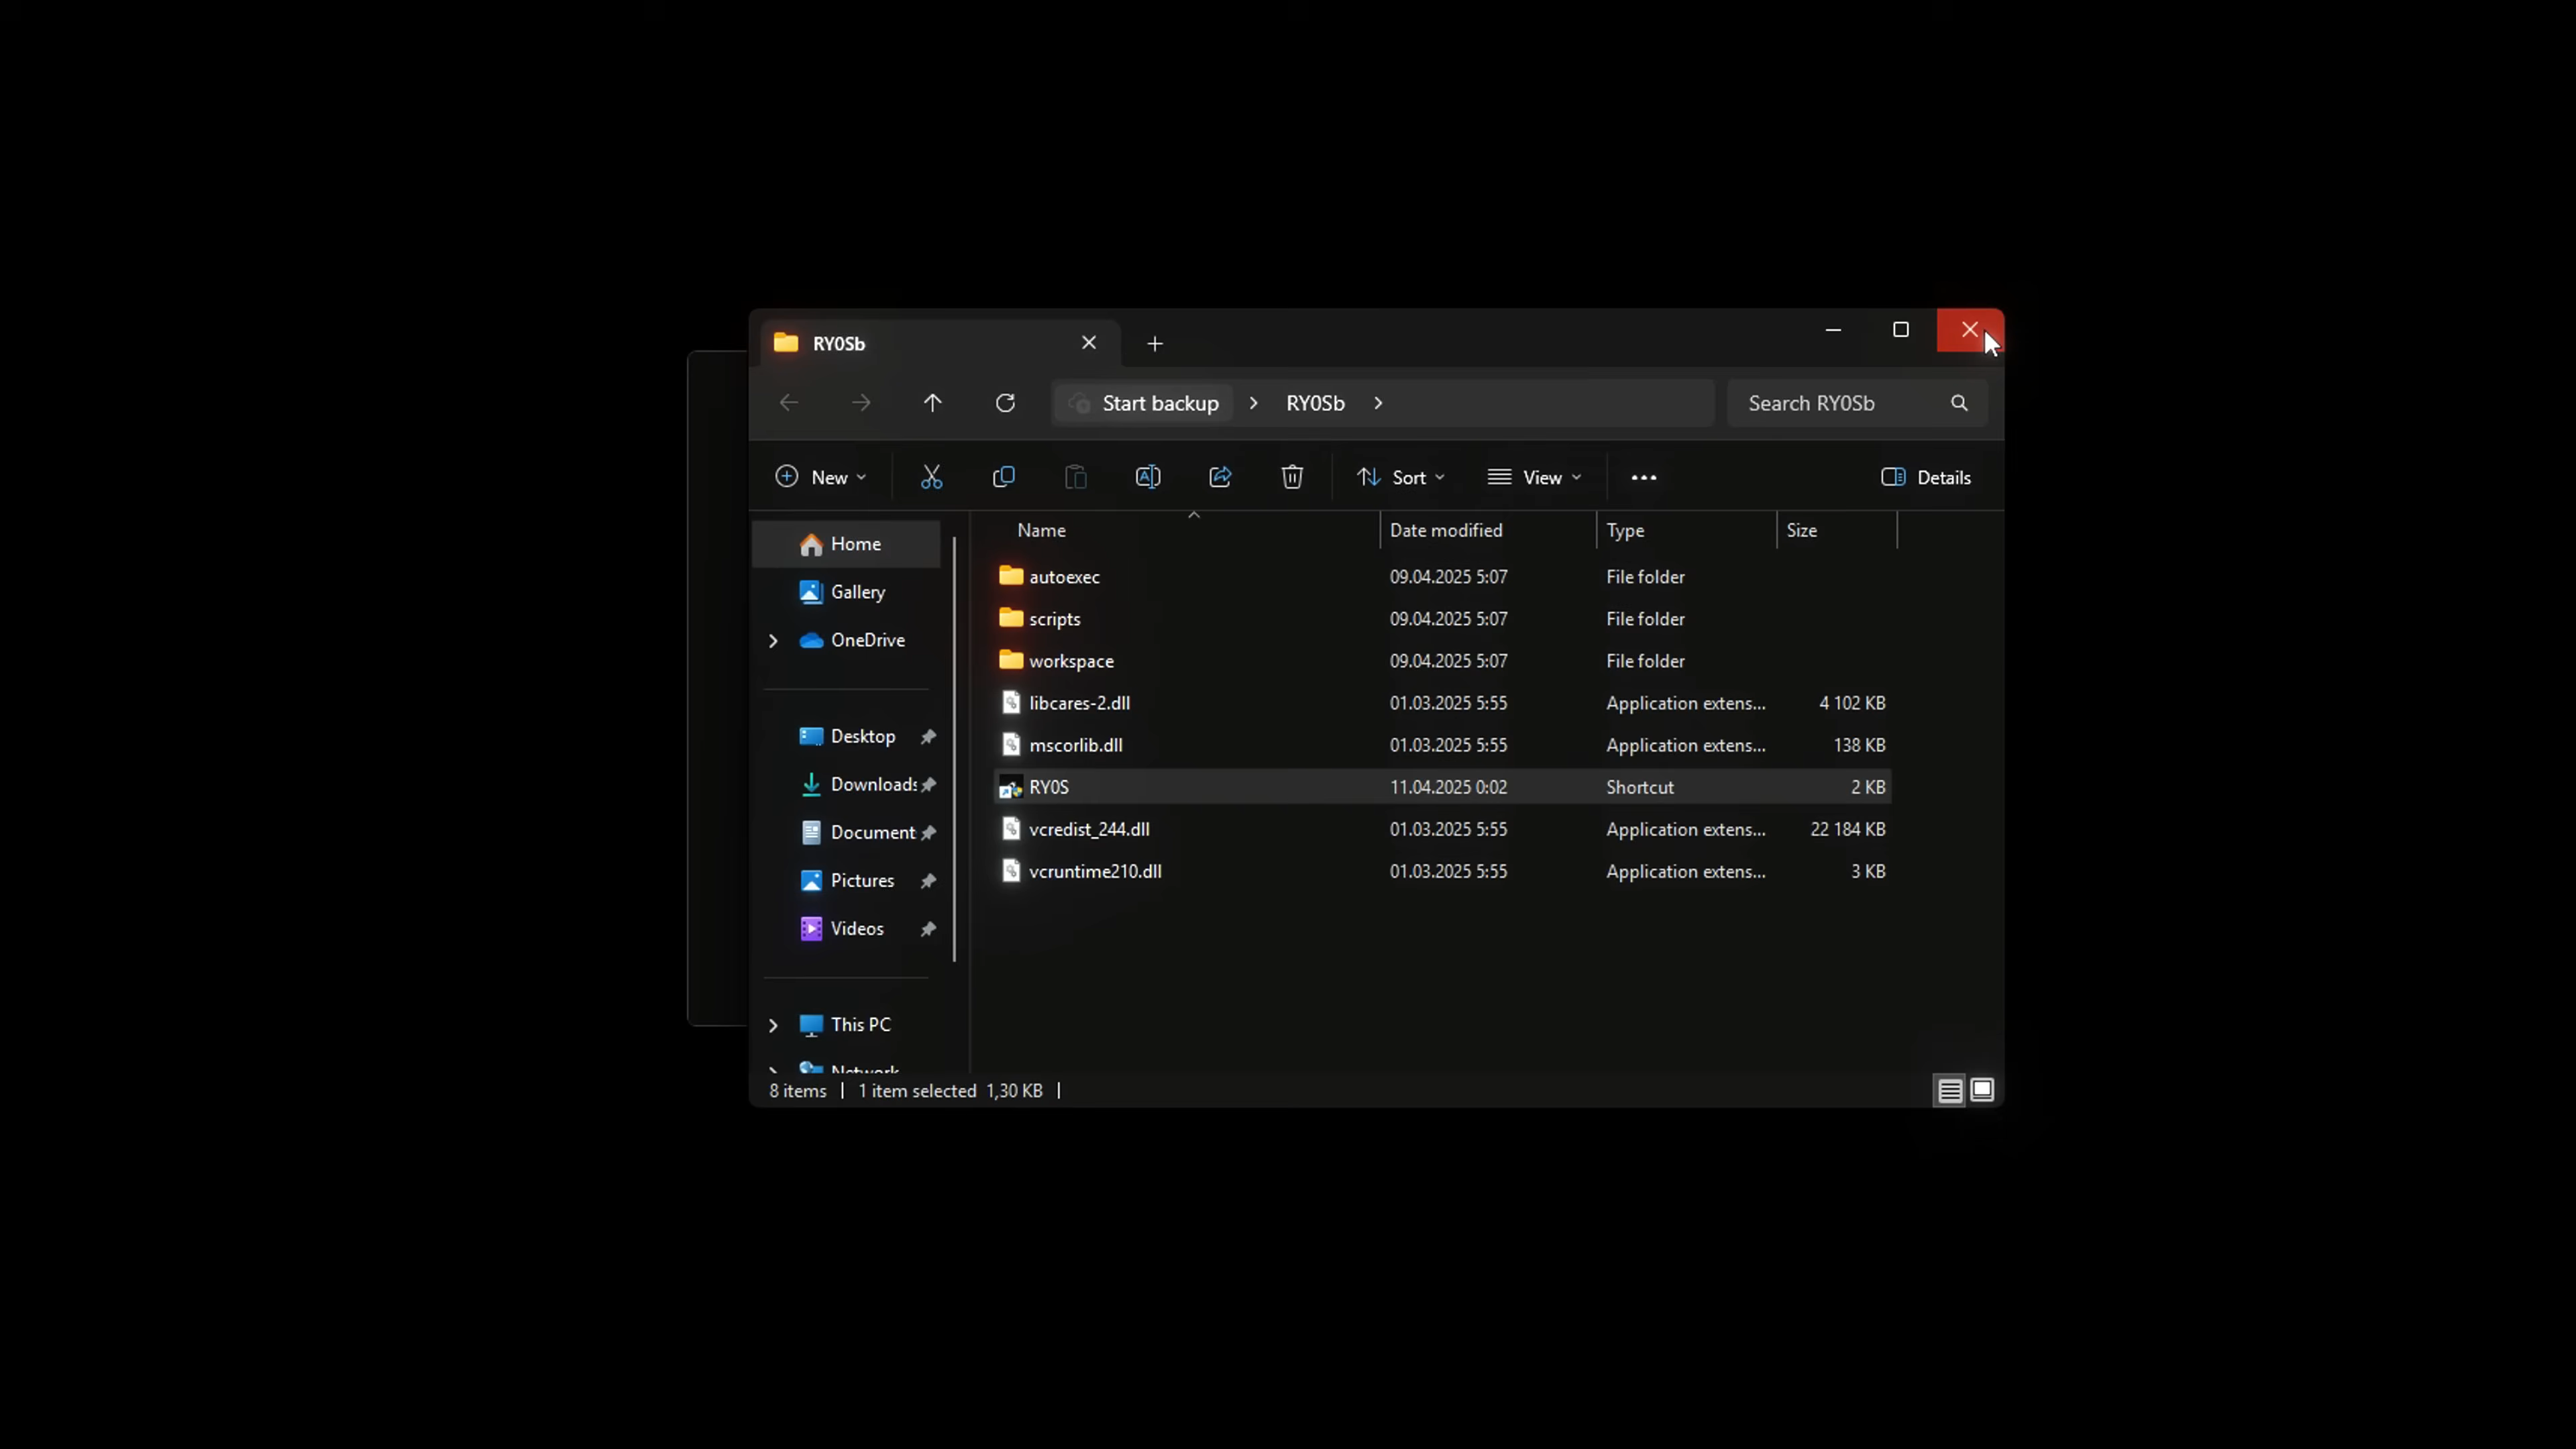 RY0Sb
Start backup RY0Sb
Search RY0Sb
New
Sort
View
Details
Name Date modified Type Size
Home
Gallery
OneDrive
Desktop
Downloads
Document
Pictures
Videos
This PC
Network
autoexec 09.04.2025 5:07 File folder
scripts 09.04.2025 5:07 File folder
workspace 09.04.2025 5:07 File folder
libcares-2.dll 01.03.2025 5:55 Application extens... 4 102 KB
mscorlib.dll 01.03.2025 5:55 Application extens... 138 KB
RY0S 11.04.2025 0:02 Shortcut 2 KB
vcredist_244.dll 01.03.2025 5:55 Application extens... 22 184 KB
vcruntime210.dll 01.03.2025 5:55 Application extens... 3 KB
8 items 1 item selected 1,30 KB